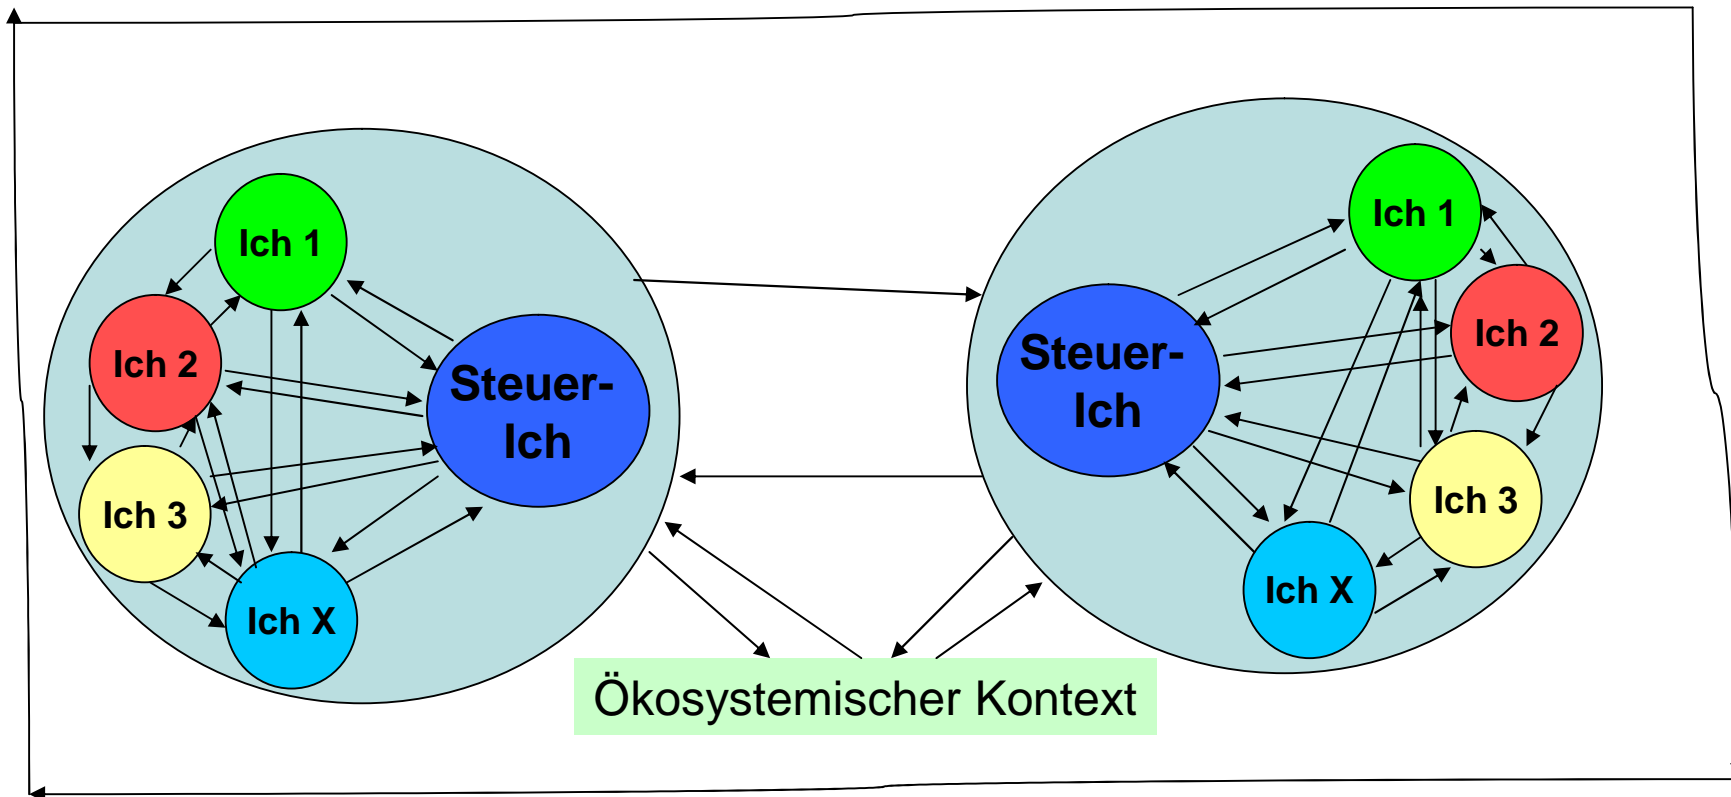 Ich 1
Ich 2
Ich 3
Ich X
Steuer-
Ich
Steuer-
Ich
Ich 1
Ich 2
Ich 3
Ich X
Ökosystemischer Kontext